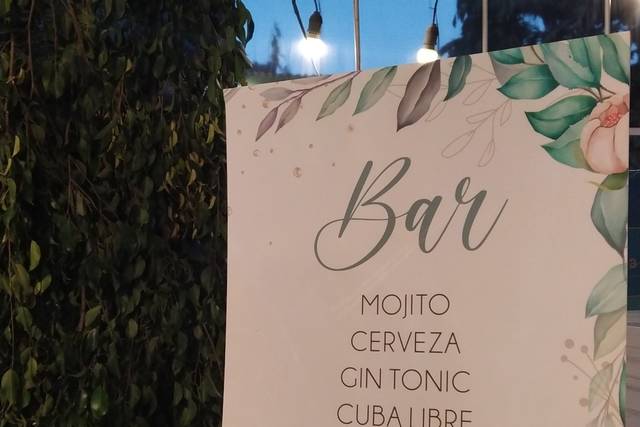 Bar
MOJITO
CERVEZA
GIN TONIC
CUBA LIBRE